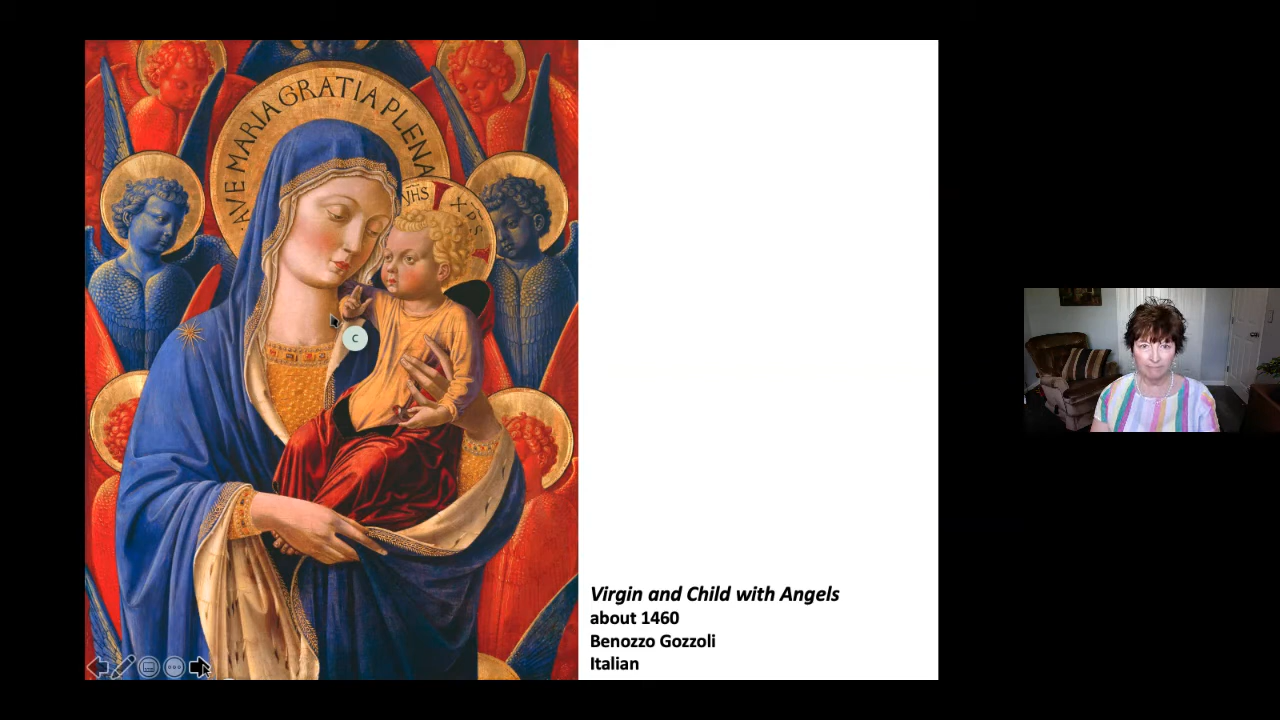 ·AVE MARIA GRATIA PLENA
YHS XPS
C
Virgin and Child with Angels
about 1460
Benozzo Gozzoli
Italian